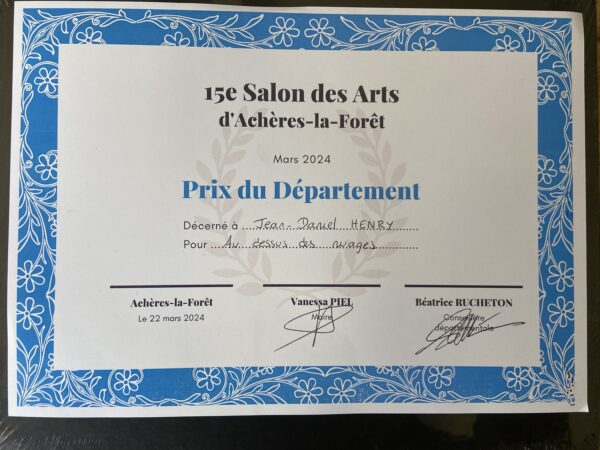 15e Salon des Arts
d'Achères-la-Forêt
Mars 2024
Prix du Département
Décerné à ....Jean-Daniel HENRY........
Pour ....Au dessus des nuages............
Achères-la-Forêt
Le 22 mars 2024
Vanessa PIEL
Maire
Béatrice RUCHETON
Conseillère
départementale